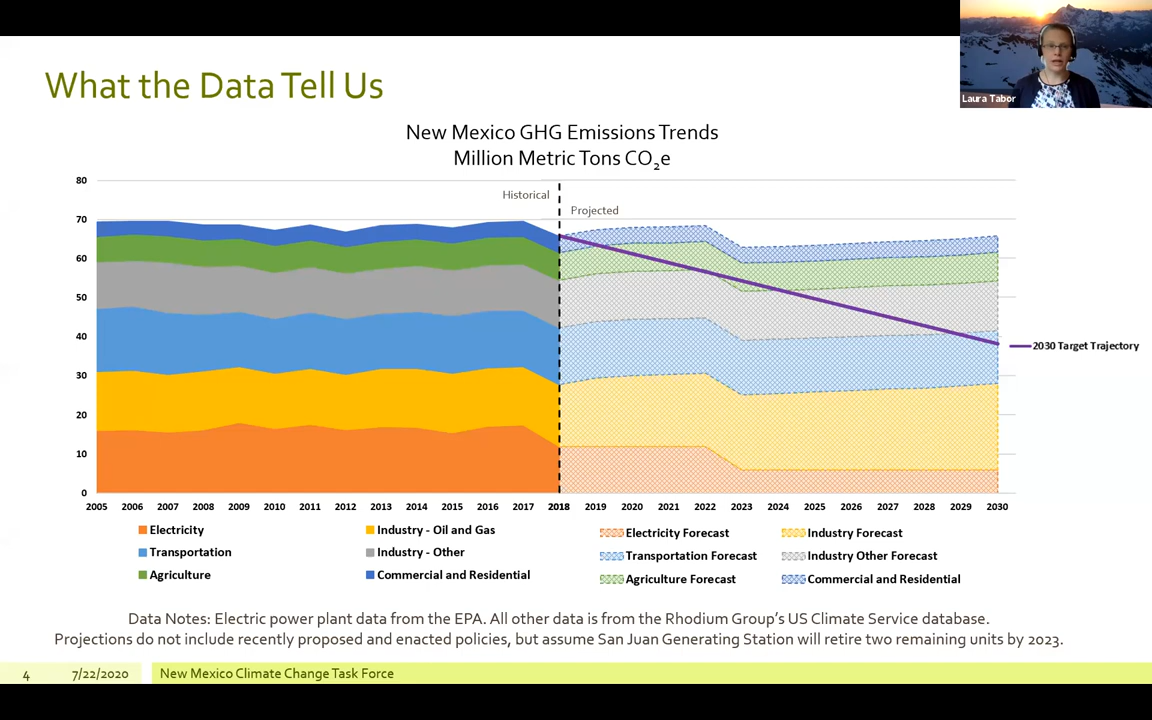 What the Data Tell Us
Laura Tabor
New Mexico GHG Emissions Trends
Million Metric Tons CO₂e
80
70
60
50
40
30
20
10
0
Historical
Projected
2030 Target Trajectory
2005 2006 2007 2008 2009 2010 2011 2012 2013 2014 2015 2016 2017 2018 2019 2020 2021 2022 2023 2024 2025 2026 2027 2028 2029 2030
Electricity
Industry - Oil and Gas
Transportation
Industry - Other
Agriculture
Commercial and Residential
Electricity Forecast
Industry Forecast
Transportation Forecast
Industry Other Forecast
Agriculture Forecast
Commercial and Residential
Data Notes: Electric power plant data from the EPA. All other data is from the Rhodium Group's US Climate Service database.
Projections do not include recently proposed and enacted policies, but assume San Juan Generating Station will retire two remaining units by 2023.
4
7/22/2020
New Mexico Climate Change Task Force